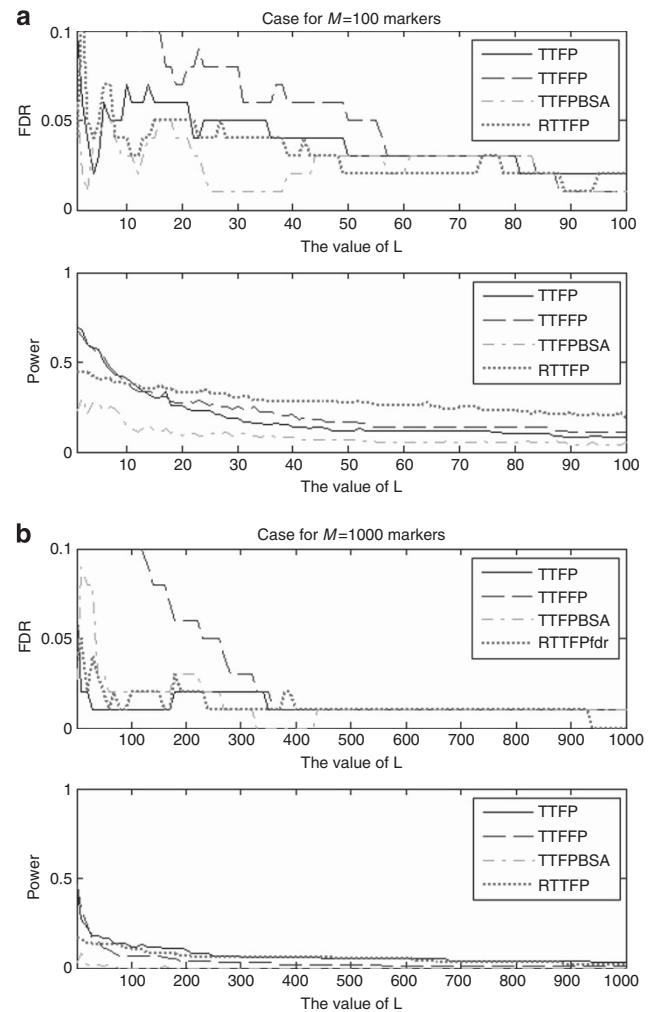 a
Case for M=100 markers
0.1
0.05
0
FDR
TTFP
TTFFP
TTFPBSA
RTTFP
10 20 30 40 50 60 70 80 90 100
The value of L
1
0.5
0
Power
TTFP
TTFFP
TTFPBSA
RTTFP
10 20 30 40 50 60 70 80 90 100
The value of L
b
Case for M=1000 markers
0.1
0.05
0
FDR
TTFP
TTFFP
TTFPBSA
RTTFPfdr
100 200 300 400 500 600 700 800 900 1000
The value of L
1
0.5
0
Power
TTFP
TTFFP
TTFPBSA
RTTFP
100 200 300 400 500 600 700 800 900 1000
The value of L